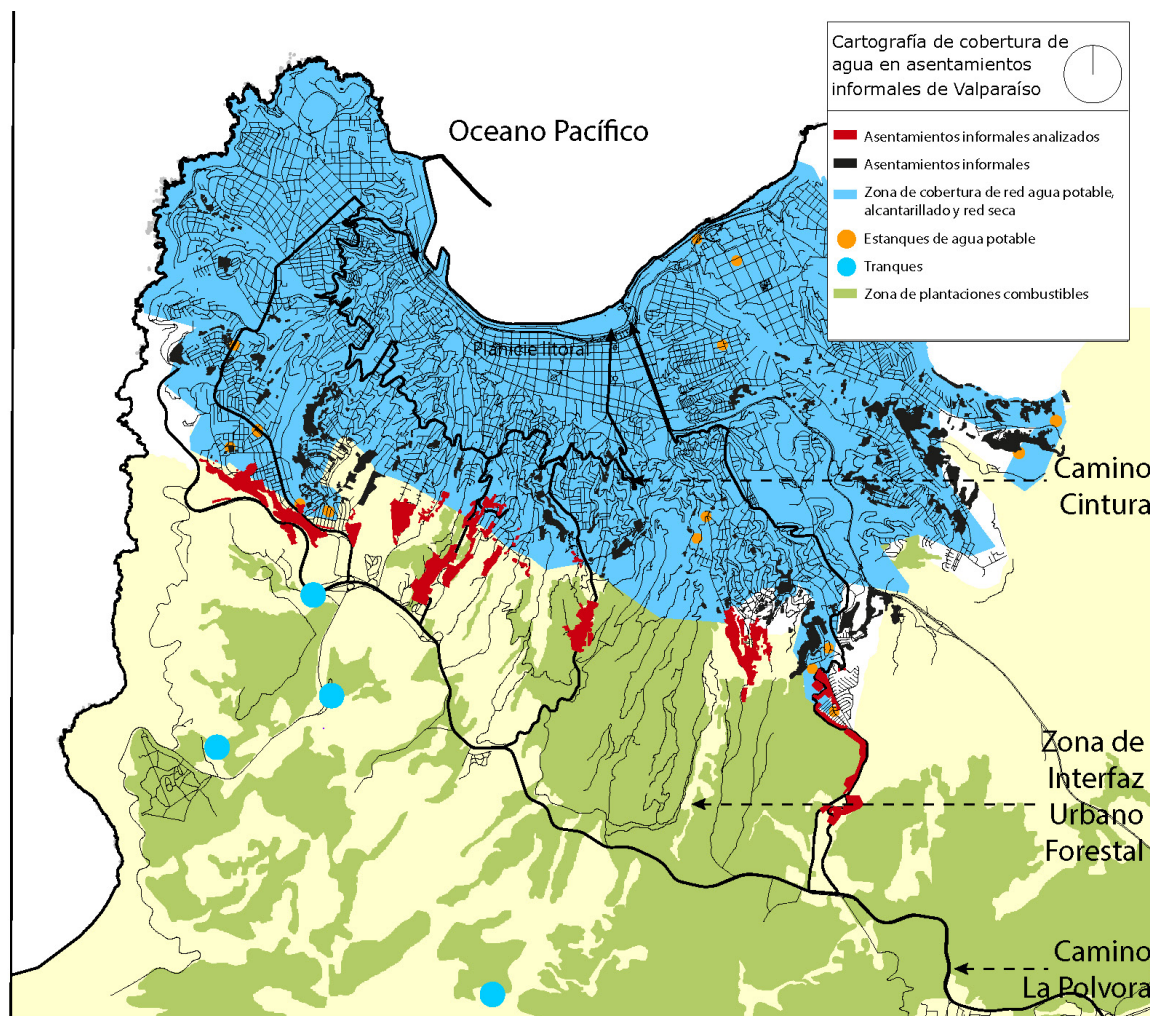 Cartografía de cobertura de
agua en asentamientos
informales de Valparaíso
Asentamientos informales analizados
Asentamientos informales
Zona de cobertura de red agua potable,
alcantarillado y red seca
Estanques de agua potable
Tranques
Zona de plantaciones combustibles
Oceano Pacífico
Planicie litoral
Camino
Cintura
Zona de
Interfaz
Urbano
Forestal
Camino
La Polvora